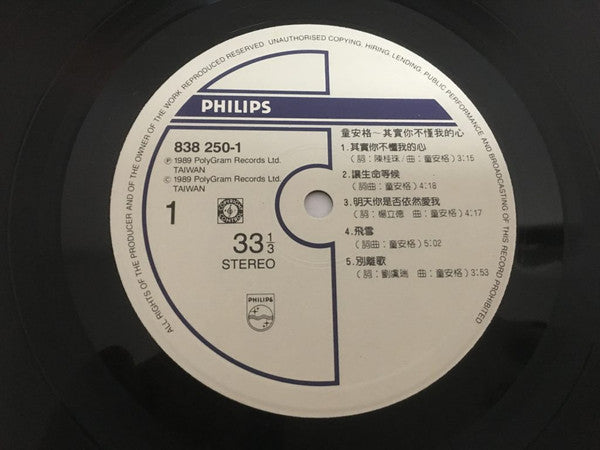 ALL RIGHTS OF THE PRODUCER AND OF THE OWNER OF THE WORK REPRODUCED RESERVED. UNAUTHORISED COPYING, HIRING, LENDING, PUBLIC PERFORMANCE AND BROADCASTING OF THIS RECORD PROHIBITED
PHILIPS
838 250-1
Ⓟ 1989 PolyGram Records Ltd.
TAIWAN
© 1989 PolyGram Records Ltd.
TAIWAN
1
33 1/3
STEREO
PHILIPS
童安格～其實你不懂我的心
1.其實你不懂我的心
(詞：陳桂珠/曲：童安格) 3:15
2.讓生命等候
(詞曲：童安格) 4:18
3.明天你是否依然愛我
(詞：楊立德 曲：童安格) 4:17
4.飛雪
(詞曲：童安格) 5:02
5.別離歌
(詞：劉虞瑞 曲：童安格) 3:53